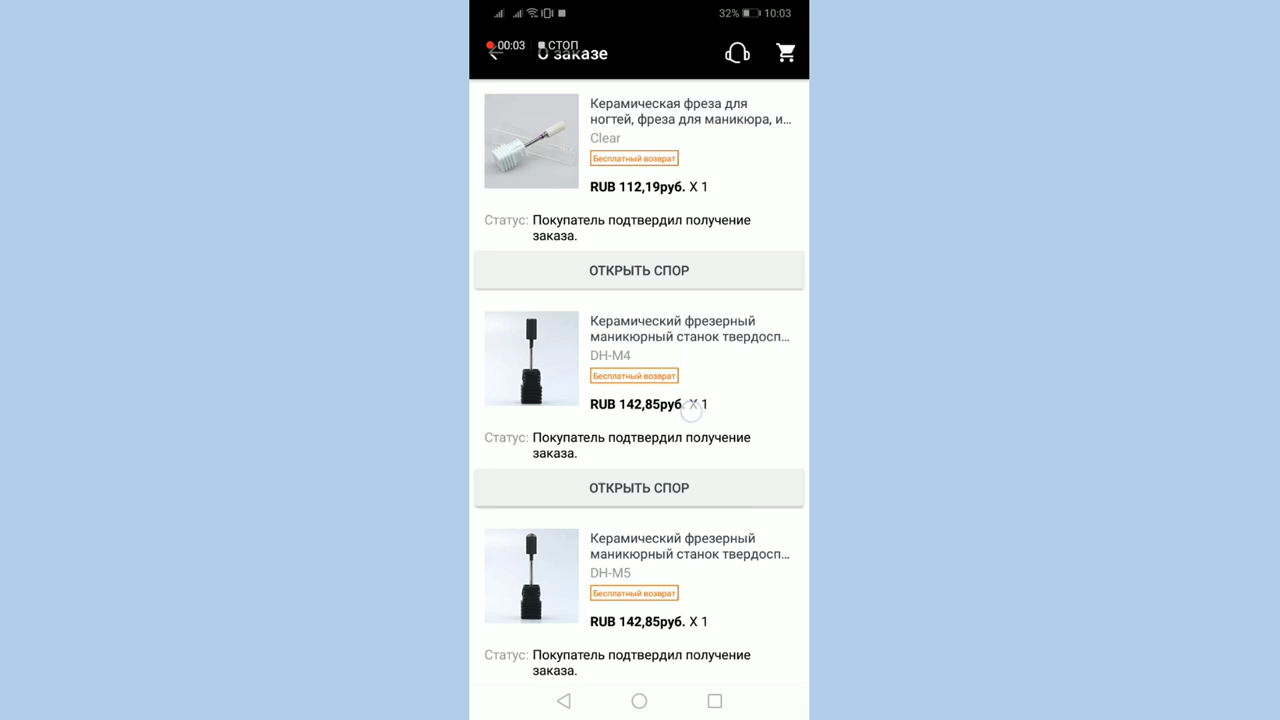 32% 10:03
00:03 СТОП
О заказе
Керамическая фреза для
ногтей, фреза для маникюра, и…
Clear
Бесплатный возврат
RUB 112,19руб. X 1
Статус: Покупатель подтвердил получение
заказа.
ОТКРЫТЬ СПОР
Керамический фрезерный
маникюрный станок твердосп…
DH-M4
Бесплатный возврат
RUB 142,85руб. X 1
Статус: Покупатель подтвердил получение
заказа.
ОТКРЫТЬ СПОР
Керамический фрезерный
маникюрный станок твердосп…
DH-M5
Бесплатный возврат
RUB 142,85руб. X 1
Статус: Покупатель подтвердил получение
заказа.